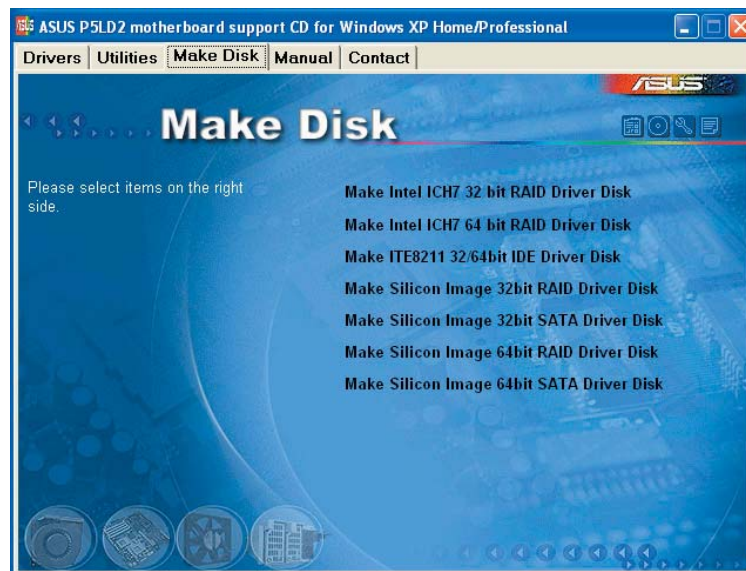 ASUS P5LD2 motherboard support CD for Windows XP Home/Professional
Drivers Utilities Make Disk Manual Contact
ASUS
Make Disk
Please select items on the right
side.
Make Intel ICH7 32 bit RAID Driver Disk
Make Intel ICH7 64 bit RAID Driver Disk
Make ITE8211 32/64bit IDE Driver Disk
Make Silicon Image 32bit RAID Driver Disk
Make Silicon Image 32bit SATA Driver Disk
Make Silicon Image 64bit RAID Driver Disk
Make Silicon Image 64bit SATA Driver Disk